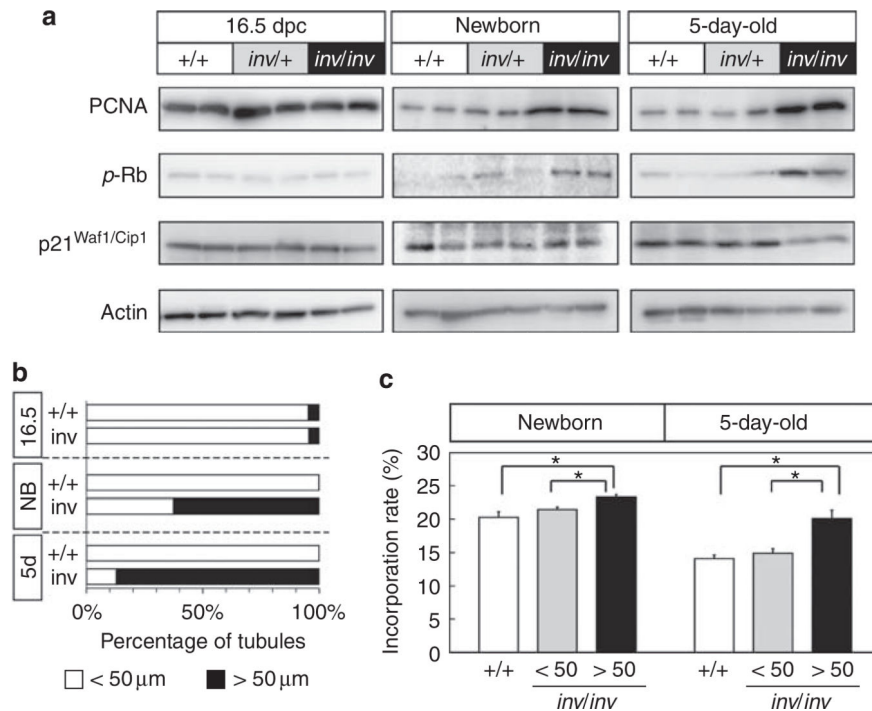 a
16.5 dpc Newborn 5-day-old
+/+ inv/+ inv/inv +/+ inv/+ inv/inv +/+ inv/+ inv/inv
PCNA
p-Rb
p21Waf1/Cip1
Actin
b
16.5
+/+
inv
NB
+/+
inv
5d
+/+
inv
0% 50% 100%
Percentage of tubules
< 50 μm > 50 μm
c
Newborn 5-day-old
Incorporation rate (%)
30
25
20
15
10
5
0
* * * *
+/+ < 50 > 50 +/+ < 50 > 50
inv/inv inv/inv